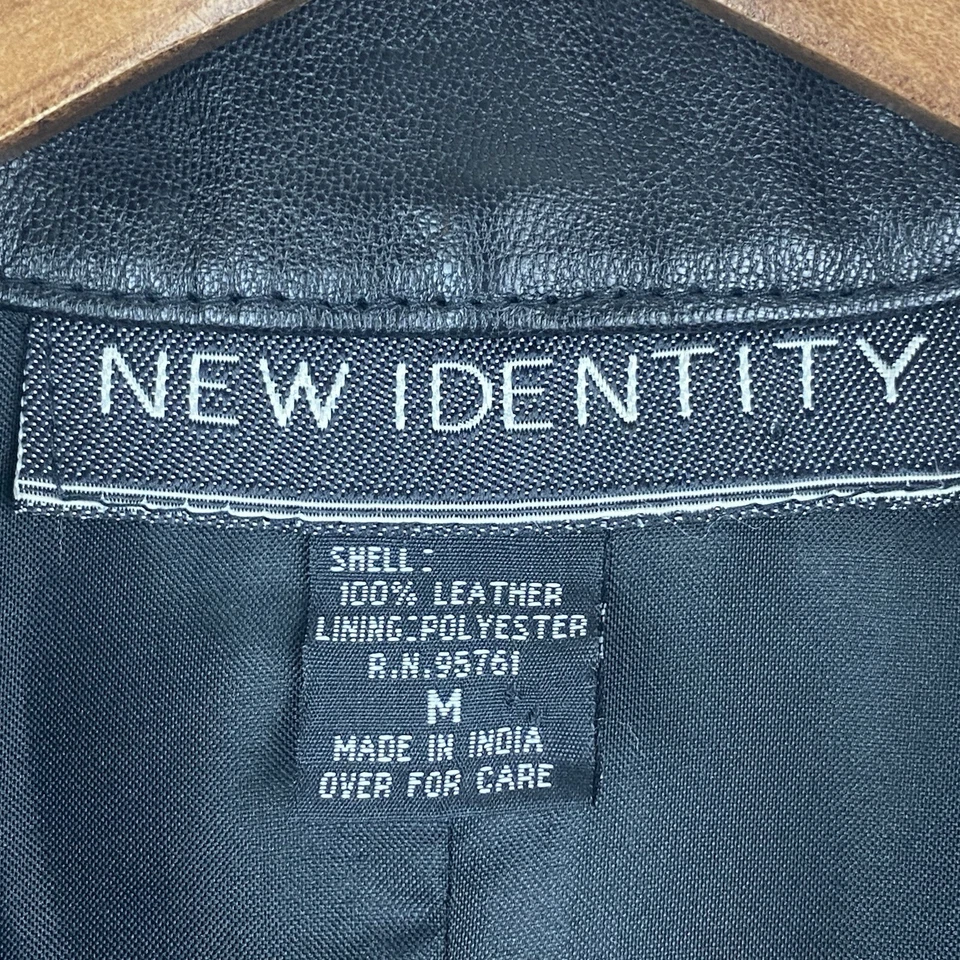 NEW IDENTITY
SHELL:
100% LEATHER
LINING:POLYESTER
R.N.95761
M
MADE IN INDIA
OVER FOR CARE